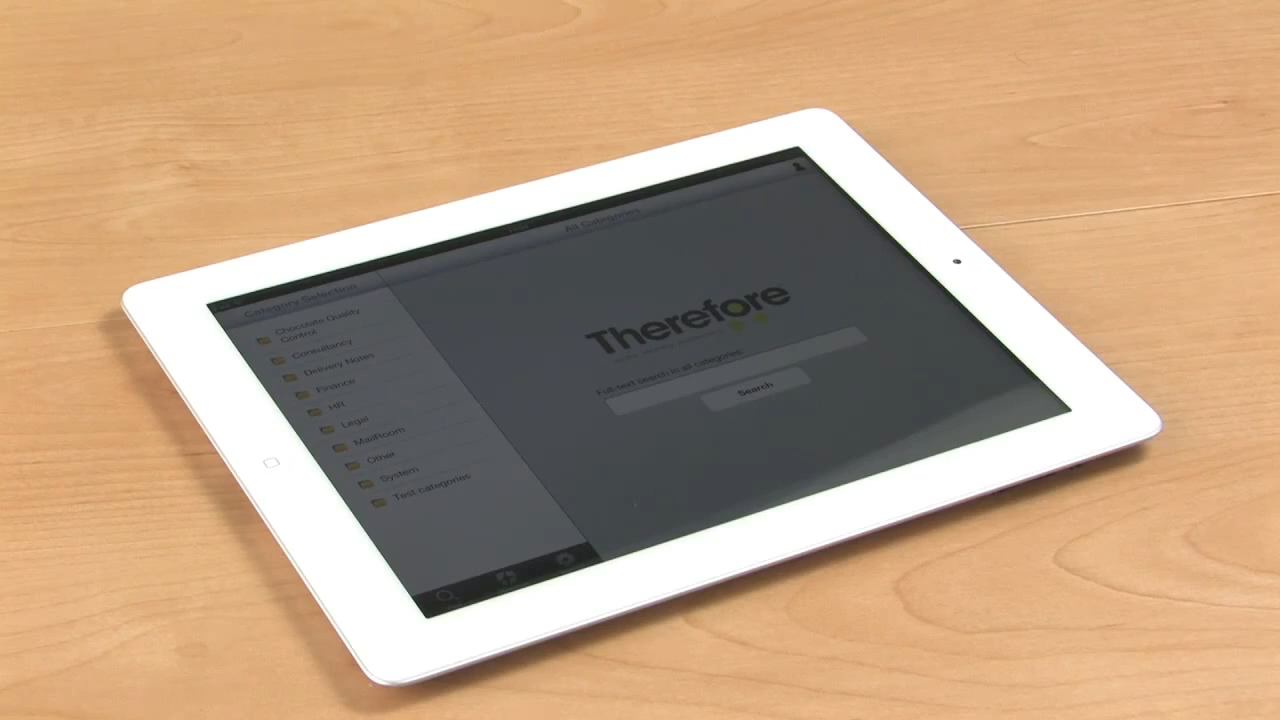 All Categories
Category Selection
Chocolate Quality
Control
Consultancy
Delivery Notes
Finance
HR
Legal
MailRoom
Other
System
Test categories
Therefore
Full-text search in all categories:
Search